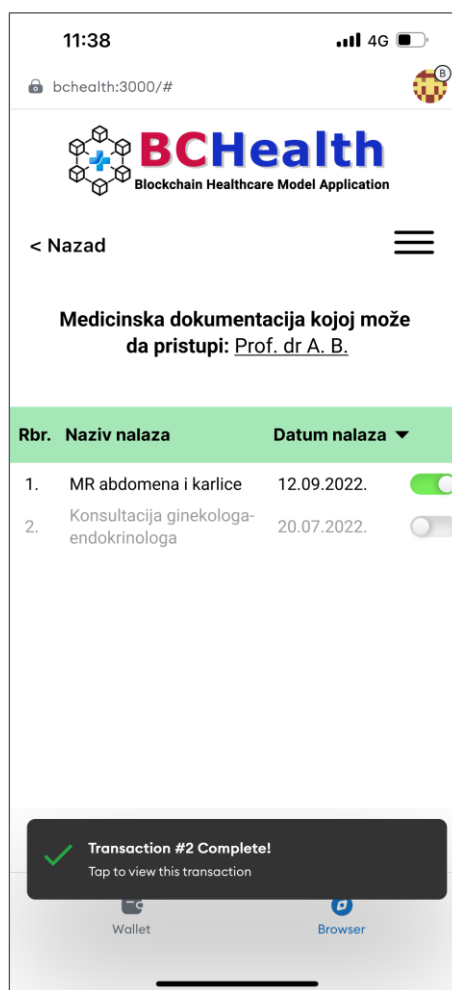 11:38 4G
bchealth:3000/# B
BCHealth
Blockchain Healthcare Model Application
< Nazad
Medicinska dokumentacija kojoj može
da pristupi: Prof. dr A. B.
Rbr. Naziv nalaza Datum nalaza
1. MR abdomena i karlice 12.09.2022.
2. Konsultacija ginekologa-
endokrinologa 20.07.2022.
Transaction #2 Complete!
Tap to view this transaction
Wallet Browser